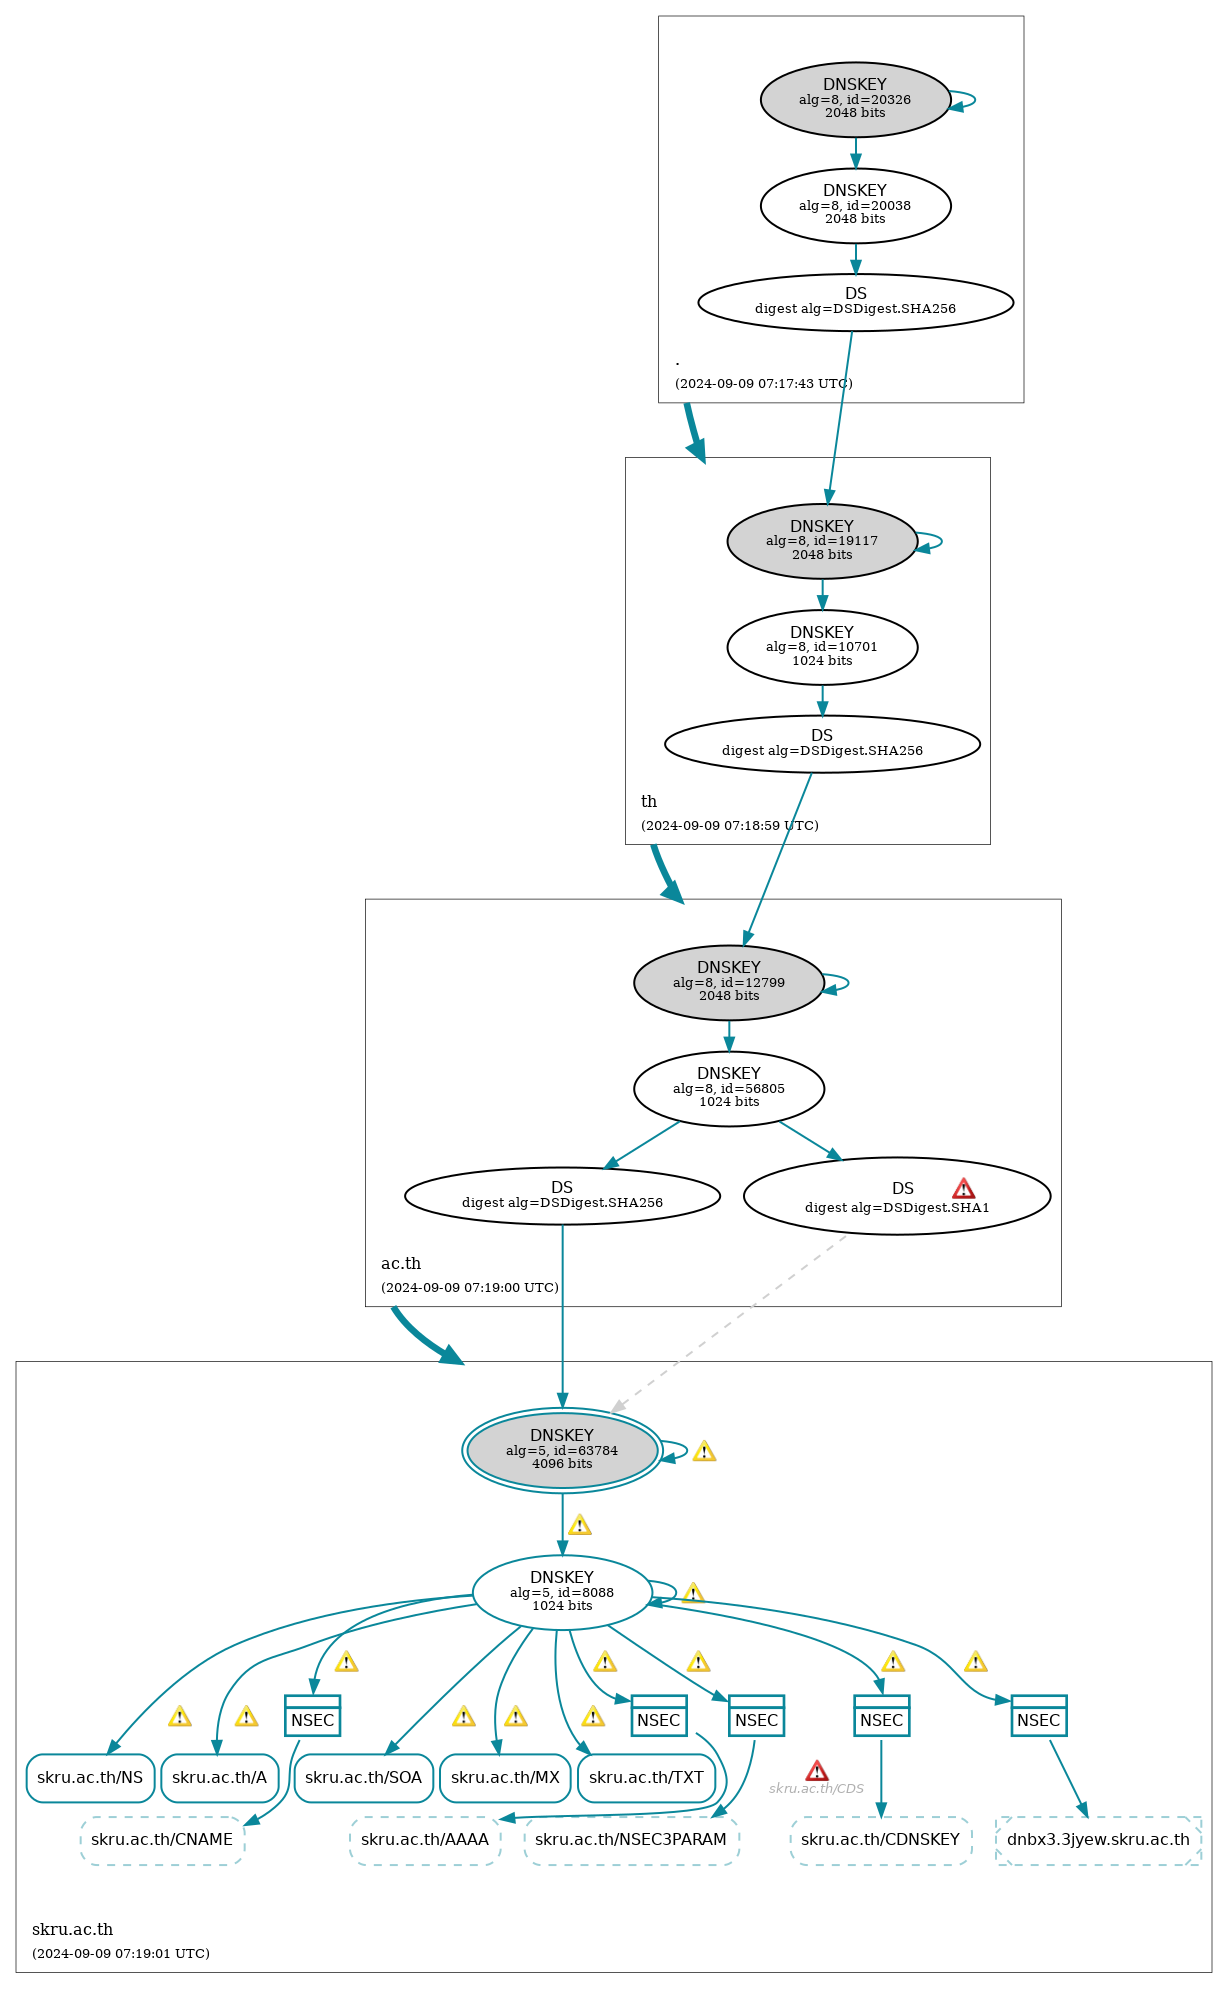 DNSKEY
alg=8, id=20326
2048 bits
DNSKEY
alg=8, id=20038
2048 bits
DS
digest alg=DSDigest.SHA256
.
(2024-09-09 07:17:43 UTC)
DNSKEY
alg=8, id=19117
2048 bits
DNSKEY
alg=8, id=10701
1024 bits
DS
digest alg=DSDigest.SHA256
th
(2024-09-09 07:18:59 UTC)
DNSKEY
alg=8, id=12799
2048 bits
DNSKEY
alg=8, id=56805
1024 bits
DS
digest alg=DSDigest.SHA256
DS
digest alg=DSDigest.SHA1
ac.th
(2024-09-09 07:19:00 UTC)
DNSKEY
alg=5, id=63784
4096 bits
DNSKEY
alg=5, id=8088
1024 bits
NSEC
NSEC
NSEC
NSEC
NSEC
skru.ac.th/NS
skru.ac.th/A
skru.ac.th/SOA
skru.ac.th/MX
skru.ac.th/TXT
skru.ac.th/CDS
skru.ac.th/CNAME
skru.ac.th/AAAA
skru.ac.th/NSEC3PARAM
skru.ac.th/CDNSKEY
dnbx3.3jyew.skru.ac.th
skru.ac.th
(2024-09-09 07:19:01 UTC)